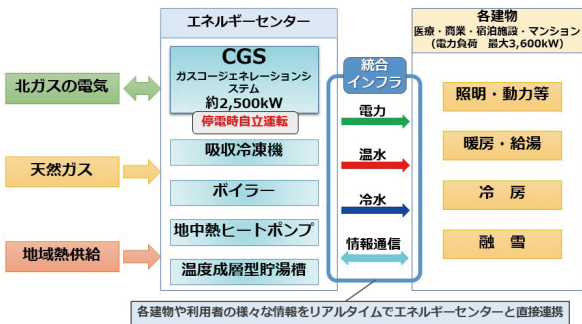 エネルギーセンター
各建物
医療・商業・宿泊施設・マンション
(電力負荷　最大3,600kW)
CGS
ガスコージェネレーションシ
ステム
約2,500kW
停電時自立運転
統合
インフラ
北ガスの電気
照明・動力等
電力
吸収冷凍機
暖房・給湯
天然ガス
温水
ボイラー
冷　房
冷水
地中熱ヒートポンプ
地域熱供給
情報通信
融　雪
温度成層型貯湯槽
各建物や利用者の様々な情報をリアルタイムでエネルギーセンターと直接連携